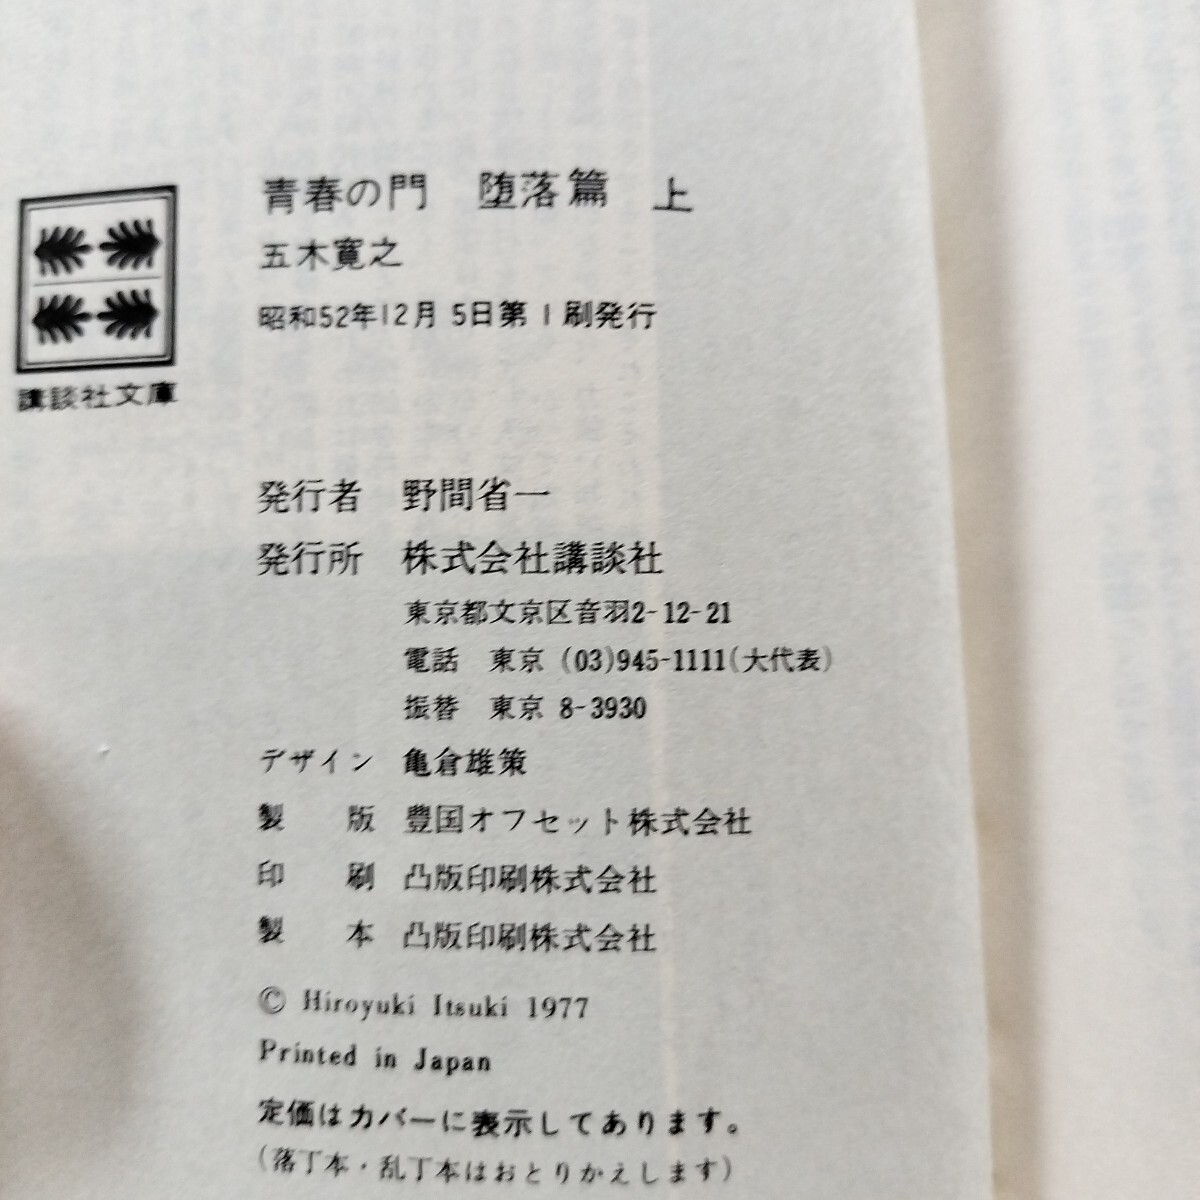 青春の門　堕落篇　上
五木寛之
昭和52年12月5日第1刷発行
講談社文庫
発行者　野間省一
発行所　株式会社講談社
東京都文京区音羽2-12-21
電話　東京 (03)945-1111(大代表)
振替　東京 8-3930
デザイン　亀倉雄策
製　版　豊国オフセット株式会社
印　刷　凸版印刷株式会社
製　本　凸版印刷株式会社
© Hiroyuki Itsuki 1977
Printed in Japan
定価はカバーに表示してあります。
(落丁本・乱丁本はおとりかえします)